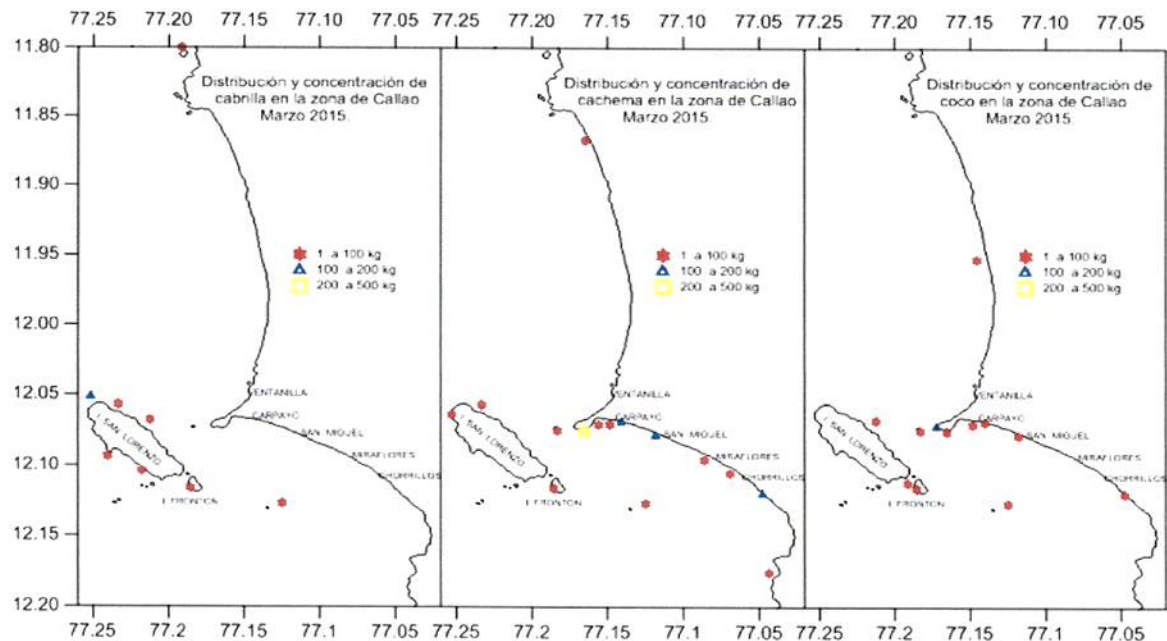 77.25 77.20 77.15 77.10 77.05 77.25 77.20 77.15 77.10 77.05 77.25 77.20 77.15 77.10 77.05
11.80
11.85
11.90
11.95
12.00
12.05
12.10
12.15
12.20
Distribución y concentración de
cabrilla en la zona de Callao
Marzo 2015.
1 a 100 kg
100 a 200 kg
200 a 500 kg
VENTANILLA
CARPAYO
SAN MIGUEL
MIRAFLORES
CHORRILLOS
I. SAN LORENZO
I. FRONTON
Distribución y concentración de
cachema en la zona de Callao
Marzo 2015
1 a 100 kg
100 a 200 kg
200 a 500 kg
VENTANILLA
CARPAYO
SAN MIGUEL
MIRAFLORES
CHORRILLOS
I. SAN LORENZO
I. FRONTON
Distribución y concentración de
coco en la zona de Callao
Marzo 2015
1 a 100 kg
100 a 200 kg
200 a 500 kg
VENTANILLA
CARPAYO
SAN MIGUEL
MIRAFLORES
CHORRILLOS
I. SAN LORENZO
I. FRONTON
77.25 77.2 77.15 77.1 77.05 77.25 77.2 77.15 77.10 77.05 77.25 77.2 77.15 77.10 77.05